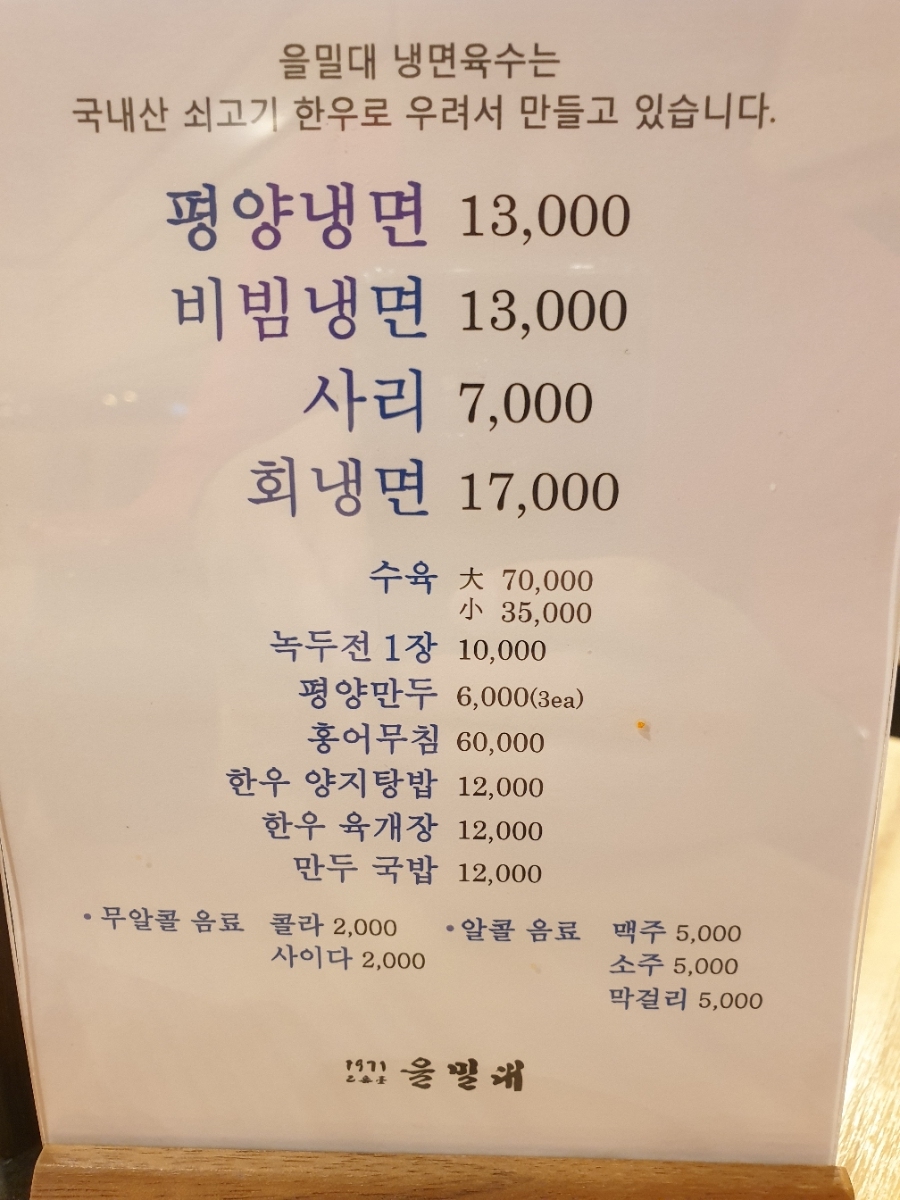 을밀대 냉면육수는
국내산 쇠고기 한우로 우려서 만들고 있습니다.
평양냉면 13,000
비빔냉면 13,000
사리 7,000
회냉면 17,000
수육 大 70,000
小 35,000
녹두전 1장 10,000
평양만두 6,000(3ea)
홍어무침 60,000
한우 양지탕밥 12,000
한우 육개장 12,000
만두 국밥 12,000
• 무알콜 음료 콜라 2,000
사이다 2,000
• 알콜 음료 맥주 5,000
소주 5,000
막걸리 5,000
1971 을밀대